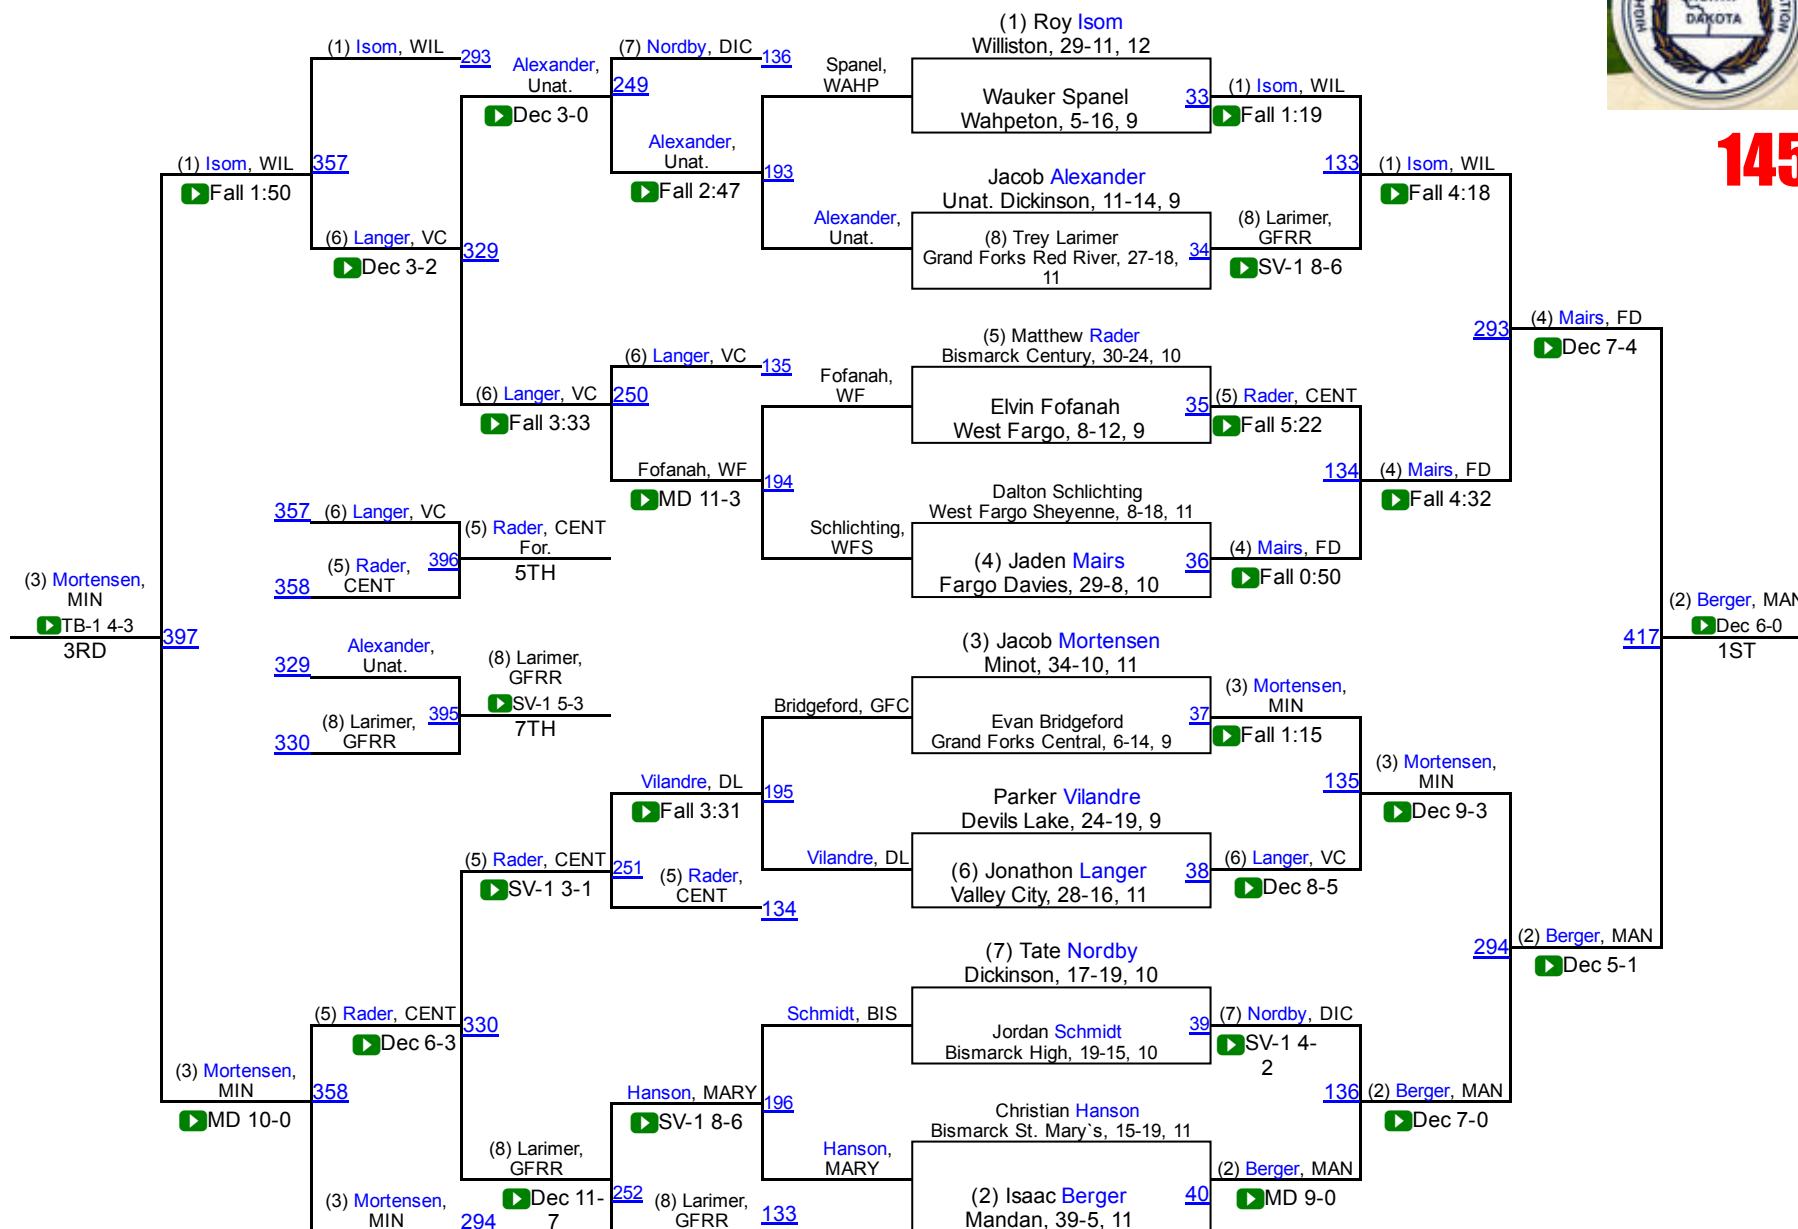 HIGH
DAKOTA
145
(1) Roy Isom
Williston, 29-11, 12
Wauker Spanel
Wahpeton, 5-16, 9
33
Jacob Alexander
Unat. Dickinson, 11-14, 9
(8) Trey Larimer
Grand Forks Red River, 27-18,
11
34
(5) Matthew Rader
Bismarck Century, 30-24, 10
Elvin Fofanah
West Fargo, 8-12, 9
35
Dalton Schlichting
West Fargo Sheyenne, 8-18, 11
(4) Jaden Mairs
Fargo Davies, 29-8, 10
36
(3) Jacob Mortensen
Minot, 34-10, 11
Evan Bridgeford
Grand Forks Central, 6-14, 9
37
Parker Vilandre
Devils Lake, 24-19, 9
(6) Jonathon Langer
Valley City, 28-16, 11
38
(7) Tate Nordby
Dickinson, 17-19, 10
Jordan Schmidt
Bismarck High, 19-15, 10
39
Christian Hanson
Bismarck St. Mary`s, 15-19, 11
(2) Isaac Berger
Mandan, 39-5, 11
40
(1) Isom, WIL
Fall 1:19
133
(8) Larimer,
GFRR
SV-1 8-6
(5) Rader, CENT
Fall 5:22
134
(4) Mairs, FD
Fall 0:50
(3) Mortensen,
MIN
Fall 1:15
135
(6) Langer, VC
Dec 8-5
(7) Nordby, DIC
SV-1 4-
2
136
(2) Berger, MAN
MD 9-0
(1) Isom, WIL
Fall 4:18
293
(4) Mairs, FD
Fall 4:32
(3) Mortensen,
MIN
Dec 9-3
294
(2) Berger, MAN
Dec 7-0
(4) Mairs, FD
Dec 7-4
417
(2) Berger, MAN
Dec 5-1
(2) Berger, MAN
Dec 6-0
1ST
Spanel,
WAHP
193
Alexander,
Unat.
Fofanah,
WF
194
Schlichting,
WFS
Bridgeford, GFC
195
Vilandre, DL
Schmidt, BIS
196
Hanson,
MARY
(7) Nordby, DIC
136
249
Alexander,
Unat.
Fall 2:47
(6) Langer, VC
135
250
Fofanah, WF
MD 11-3
Vilandre, DL
Fall 3:31
251
(5) Rader,
CENT
134
Hanson, MARY
SV-1 8-6
252
(8) Larimer,
GFRR
133
Alexander,
Unat.
Dec 3-0
329
(6) Langer, VC
Fall 3:33
(5) Rader, CENT
SV-1 3-1
330
(8) Larimer,
GFRR
Dec 11-
7
(1) Isom, WIL
293
357
(6) Langer, VC
Dec 3-2
(5) Rader, CENT
Dec 6-3
358
(3) Mortensen,
MIN
294
(1) Isom, WIL
Fall 1:50
397
(3) Mortensen,
MIN
MD 10-0
(3) Mortensen,
MIN
TB-1 4-3
3RD
357
(6) Langer, VC
396
358
(5) Rader,
CENT
(5) Rader, CENT
For.
5TH
329
Alexander,
Unat.
395
330
(8) Larimer,
GFRR
(8) Larimer,
GFRR
SV-1 5-3
7TH